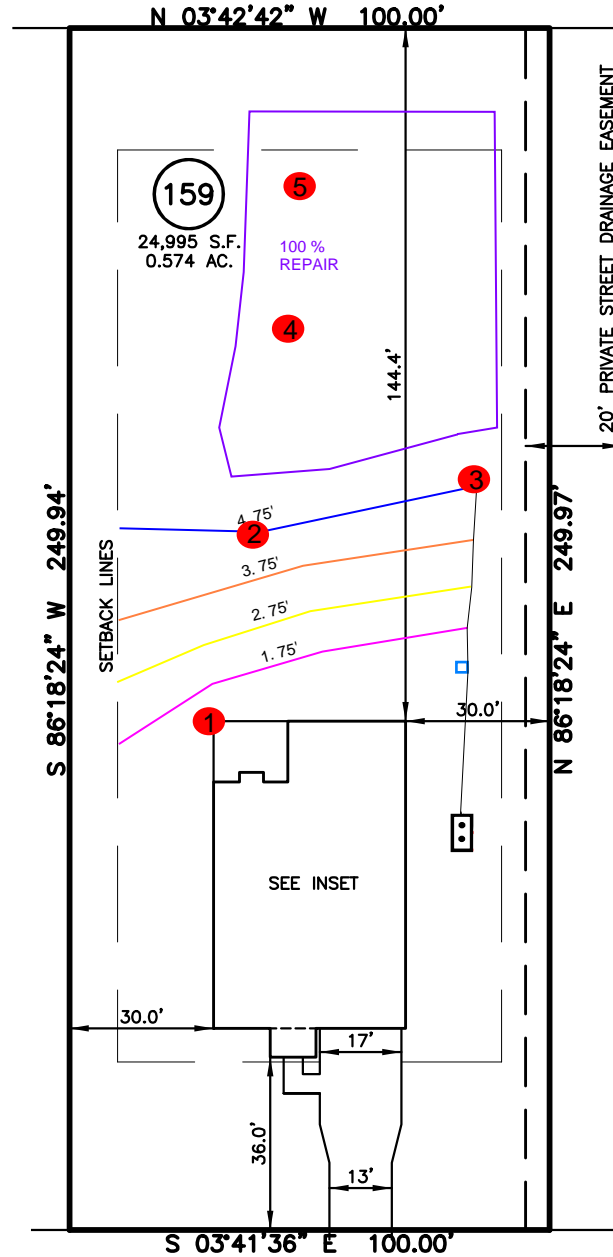 N 03°42'42" W 100.00'
20' PRIVATE STREET DRAINAGE EASEMENT
159
24,995 S.F.
0.574 AC.
5
100 %
REPAIR
4
144.4'
3
S 86°18'24" W 249.94'
N 86°18'24" E 249.97'
SETBACK LINES
4.75'
2
3.75'
2.75'
1.75'
1
30.0'
SEE INSET
30.0'
17'
36.0'
13'
S 03°41'36" E 100.00'